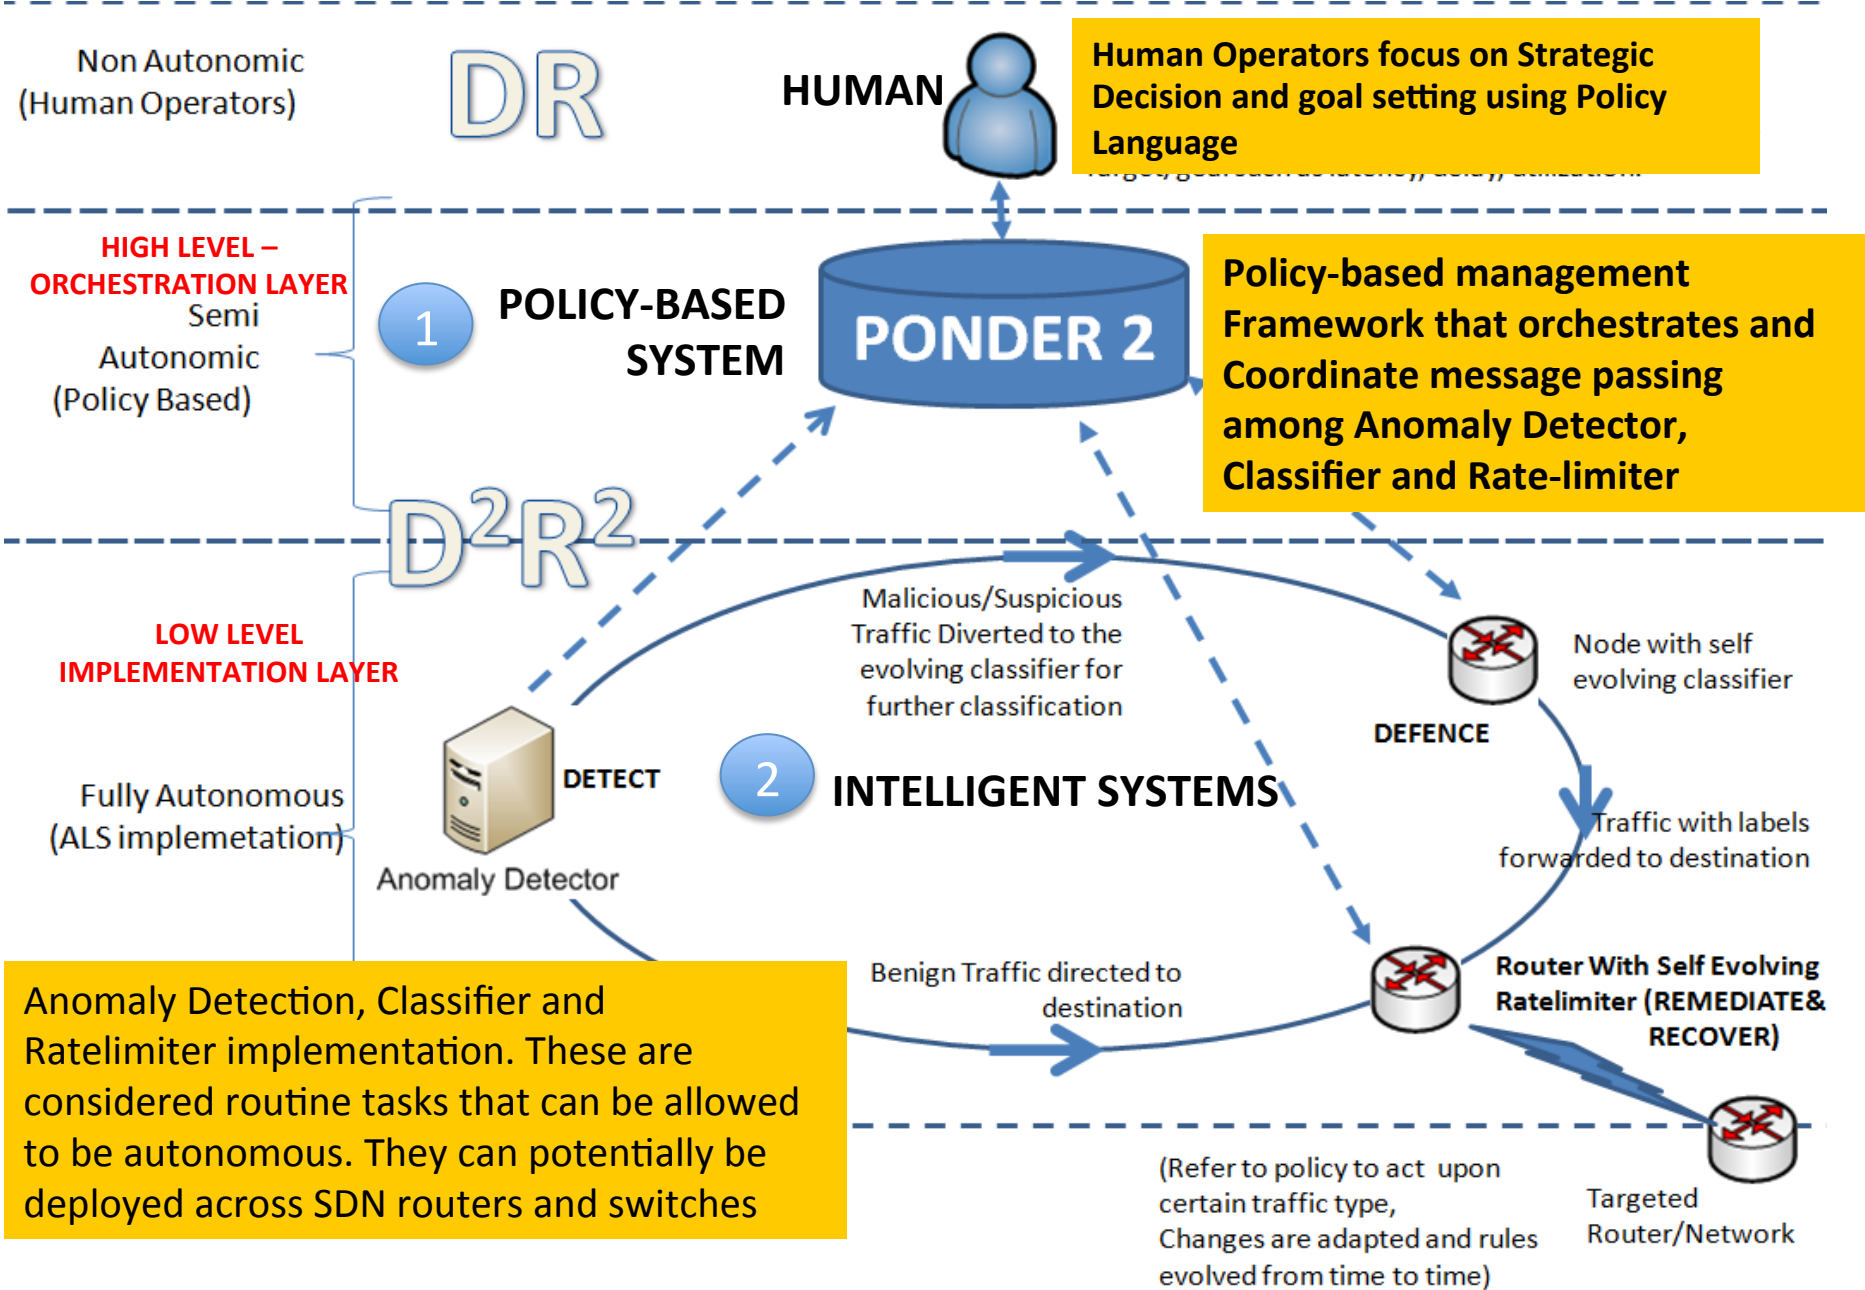 Non Autonomic
(Human Operators)
DR
HUMAN
Human Operators focus on Strategic
Decision and goal setting using Policy
Language
HIGH LEVEL –
ORCHESTRATION LAYER
Semi
Autonomic
(Policy Based)
1
POLICY-BASED
SYSTEM
PONDER 2
Policy-based management
Framework that orchestrates and
Coordinate message passing
among Anomaly Detector,
Classifier and Rate-limiter
D²R²
LOW LEVEL
IMPLEMENTATION LAYER
Malicious/Suspicious
Traffic Diverted to the
evolving classifier for
further classification
Node with self
evolving classifier
DEFENCE
DETECT
2
INTELLIGENT SYSTEMS
Fully Autonomous
(ALS implemetation)
Anomaly Detector
Traffic with labels
forwarded to destination
Benign Traffic directed to
destination
Router With Self Evolving
Ratelimiter (REMEDIATE&
RECOVER)
Anomaly Detection, Classifier and
Ratelimiter implementation. These are
considered routine tasks that can be allowed
to be autonomous. They can potentially be
deployed across SDN routers and switches
(Refer to policy to act upon
certain traffic type,
Changes are adapted and rules
evolved from time to time)
Targeted
Router/Network